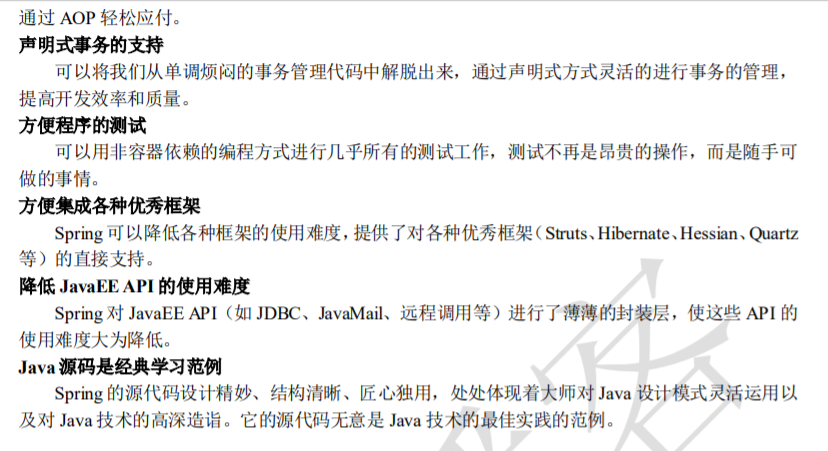 通过 AOP 轻松应付。
声明式事务的支持
可以将我们从单调烦闷的事务管理代码中解脱出来，通过声明式方式灵活的进行事务的管理，
提高开发效率和质量。
方便程序的测试
可以用非容器依赖的编程方式进行几乎所有的测试工作，测试不再是昂贵的操作，而是随手可
做的事情。
方便集成各种优秀框架
Spring 可以降低各种框架的使用难度，提供了对各种优秀框架（Struts、Hibernate、Hessian、Quartz
等）的直接支持。
降低 JavaEE API 的使用难度
Spring 对 JavaEE API（如 JDBC、JavaMail、远程调用等）进行了薄薄的封装层，使这些 API 的
使用难度大为降低。
Java 源码是经典学习范例
Spring 的源代码设计精妙、结构清晰、匠心独用，处处体现着大师对 Java 设计模式灵活运用以
及对 Java 技术的高深造诣。它的源代码无意是 Java 技术的最佳实践的范例。
客